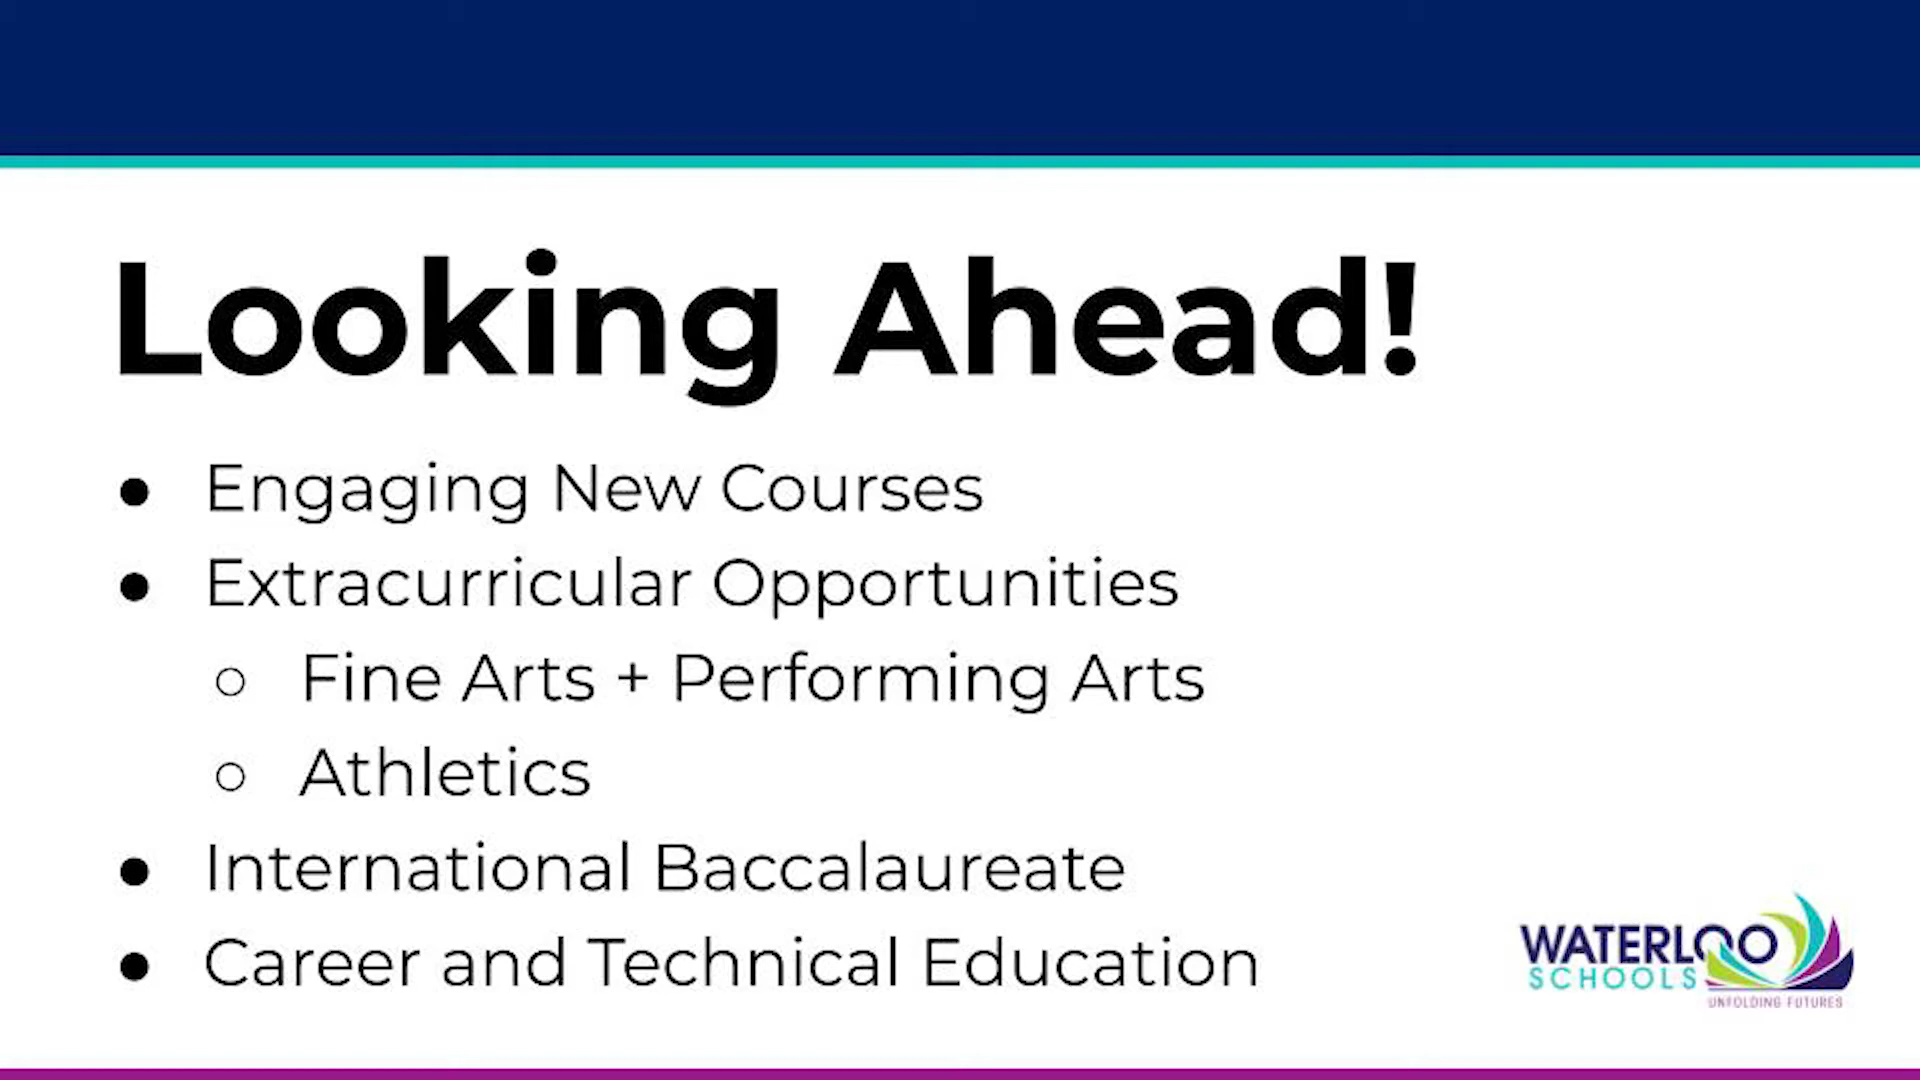 Looking Ahead!
● Engaging New Courses
● Extracurricular Opportunities
○ Fine Arts + Performing Arts
○ Athletics
● International Baccalaureate
● Career and Technical Education
WATERLOO
SCHOOLS
UNFOLDING FUTURES